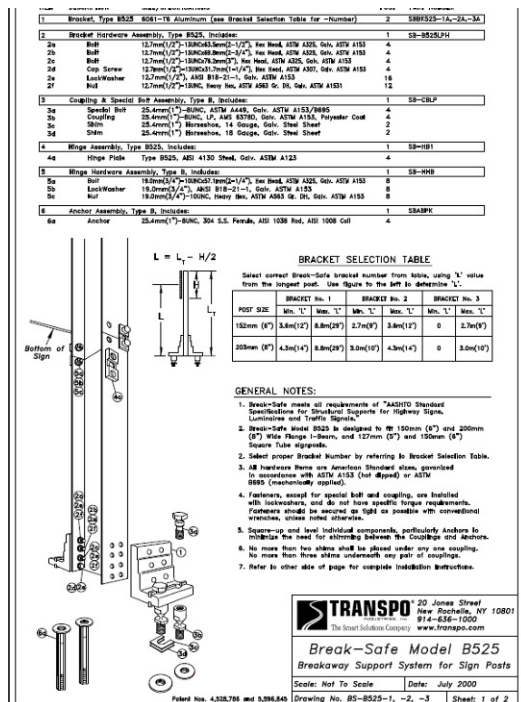 1 Bracket, Type B525 6061-T6 Aluminum (see Bracket Selection Table for -Number) 2 SBBK525-1A,-2A,-3A
2 Bracket Hardware Assembly, Type B525, Includes: 1 SB-B525LPH
2a Bolt 12.7mm(1/2")-13UNCx63.5mm(2-1/2"), Hex Head, ASTM A325, Galv. ASTM A153 4
2b Bolt 12.7mm(1/2")-13UNCx69.8mm(2-3/4"), Hex Head, ASTM A325, Galv. ASTM A153 4
2c Bolt 12.7mm(1/2")-13UNCx76.2mm(3"), Hex Head, ASTM A325, Galv. ASTM A153 4
2d Cap Screw 12.7mm(1/2")-13UNCx31.7mm(1-1/4"), Hex Head, ASTM A307, Galv. ASTM A153 4
2e LockWasher 12.7mm(1/2"), ANSI B18-21-1, Galv. ASTM A153 16
2f Nut 12.7mm(1/2")-13UNC, Heavy Hex, ASTM A563 Gr. DH, Galv. ASTM A153 12
3 Coupling & Special Bolt Assembly, Type B, Includes: 1 SB-CBLP
3a Special Bolt 25.4mm(1")-8UNC, ASTM A449, Galv. ASTM A153/B695 4
3b Coupling 25.4mm(1")-8UNC, LP, AMS 6378D, Galv. ASTM A153, Polyester Coat 4
3c Shim 25.4mm(1") Horseshoe, 14 Gauge, Galv. Steel Sheet 2
3d Shim 25.4mm(1") Horseshoe, 18 Gauge, Galv. Steel Sheet 2
4 Hinge Assembly, Type B525, Includes: 1 SB-HB1
4a Hinge Plate Type B525, AISI 4130 Steel, Galv. ASTM A123 4
5 Hinge Hardware Assembly, Type B525, Includes: 1 SB-HHB
5a Bolt 19.0mm(3/4")-10UNCx57.1mm(2-1/4"), Hex Head, ASTM A325, Galv. ASTM A153 8
5b LockWasher 19.0mm(3/4"), ANSI B18-21-1, Galv. ASTM A153 8
5c Nut 19.0mm(3/4")-10UNC, Heavy Hex, ASTM A563 Gr. DH, Galv. ASTM A153 8
6 Anchor Assembly, Type B, Includes: 1 SBABPK
6a Anchor 25.4mm(1")-8UNC, 304 S.S. Ferrule, AISI 1038 Rod, AISI 1008 Coil 4
L = LT - H/2
H
L
LT
Bottom of
Sign
4a
BRACKET SELECTION TABLE
Select correct Break-Safe bracket number from table, using 'L' value
from the longest post. Use figure to the left to determine 'L'.
POST SIZE BRACKET No. 1 BRACKET No. 2 BRACKET No. 3
Min. 'L' Max. 'L' Min. 'L' Max. 'L' Min. 'L' Max. 'L'
152mm (6") 3.6m(12') 8.8m(29') 2.7m(9') 3.6m(12') 0 2.7m(9')
203mm (8") 4.3m(14') 8.8m(29') 3.0m(10') 4.3m(14') 0 3.0m(10')
GENERAL NOTES:
1. Break-Safe meets all requirements of "AASHTO Standard
Specifications for Structural Supports for Highway Signs,
Luminaires and Traffic Signals."
2. Break-Safe Model B525 is designed to fit 150mm (6") and 200mm
(8") Wide Flange I-Beam, and 127mm (5") and 150mm (6")
Square Tube signposts.
2. Select proper Bracket Number by referring to Bracket Selection Table.
3. All hardware items are American Standard sizes, galvanized
in accordance with ASTM A153 (hot dipped) or ASTM
B695 (mechanically applied).
4. Fasteners, except for special bolt and coupling, are installed
with lockwashers, and do not have specific torque requirements.
Fasteners should be secured as tight as possible with conventional
wrenches, unless noted otherwise.
5. Square-up and level individual components, particularly Anchors to
minimize the need for shimming between the Couplings and Anchors.
6. No more than two shims shall be placed under any one coupling.
No more than three shims underneath any pair of couplings.
7. Refer to other side of page for complete installation instructions.
3a
1
3b
6a
TRANSPO
INDUSTRIES, INC.
The Smart Solutions Company
20 Jones Street
New Rochelle, NY 10801
914-636-1000
www.transpo.com
Break-Safe Model B525
Breakaway Support System for Sign Posts
Scale: Not To Scale Date: July 2000
Patent Nos. 4,528,786 and 5,596,845
Drawing No. BS-B525-1, -2, -3 Sheet: 1 of 2